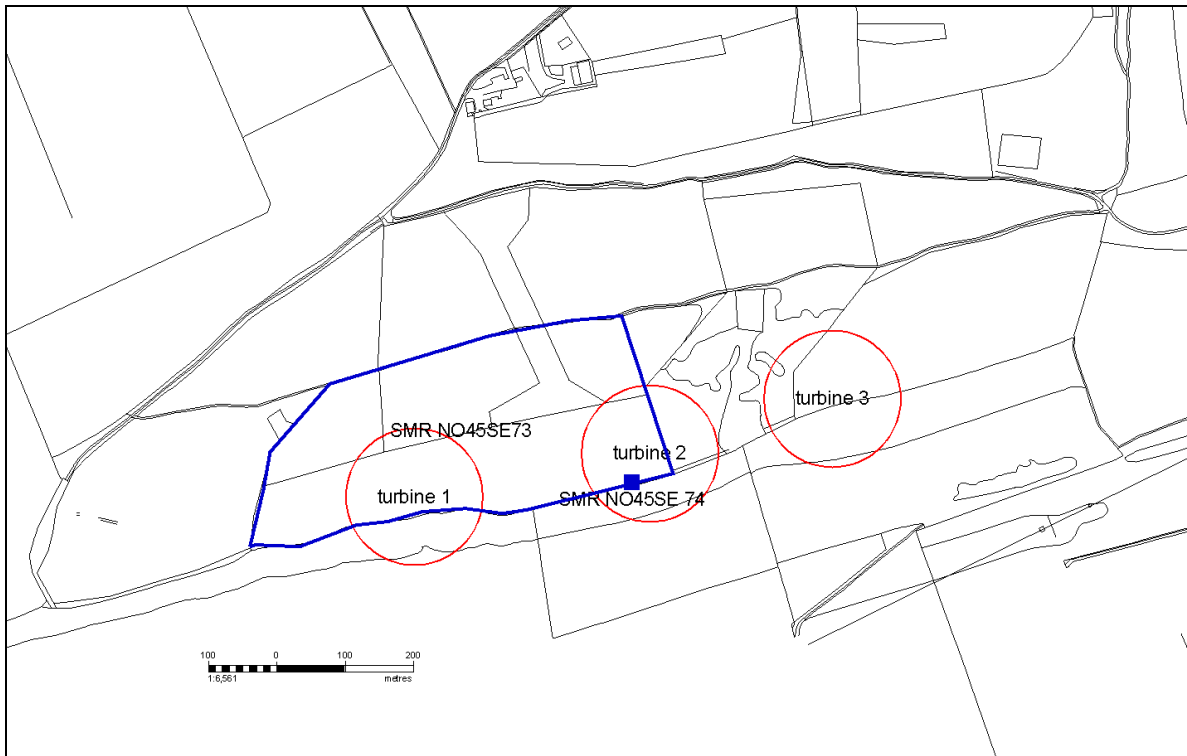 turbine 3
SMR NO45SE73
turbine 2
turbine 1
SMR NO45SE 74
100 0 100 200
1:6,561 metres